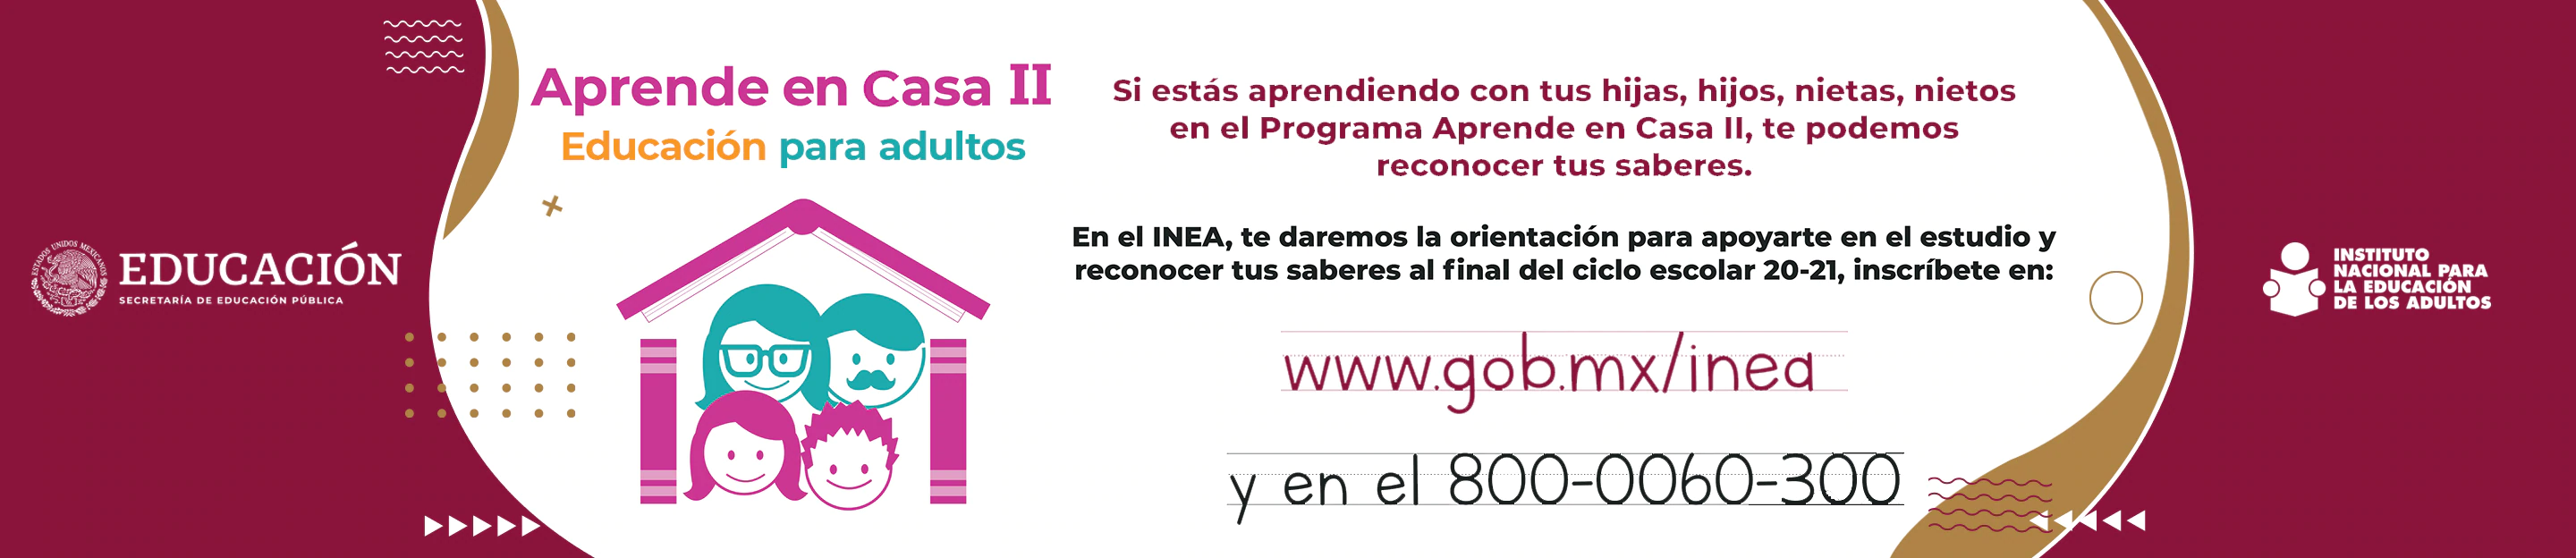 ESTADOS UNIDOS MEXICANOS
EDUCACIÓN
SECRETARÍA DE EDUCACIÓN PÚBLICA
Aprende en Casa II
Educación para adultos
Si estás aprendiendo con tus hijas, hijos, nietas, nietos
en el Programa Aprende en Casa II, te podemos
reconocer tus saberes.
En el INEA, te daremos la orientación para apoyarte en el estudio y
reconocer tus saberes al final del ciclo escolar 20-21, inscríbete en:
www.gob.mx/inea
y en el 800-0060-300
INSTITUTO
NACIONAL PARA
LA EDUCACIÓN
DE LOS ADULTOS